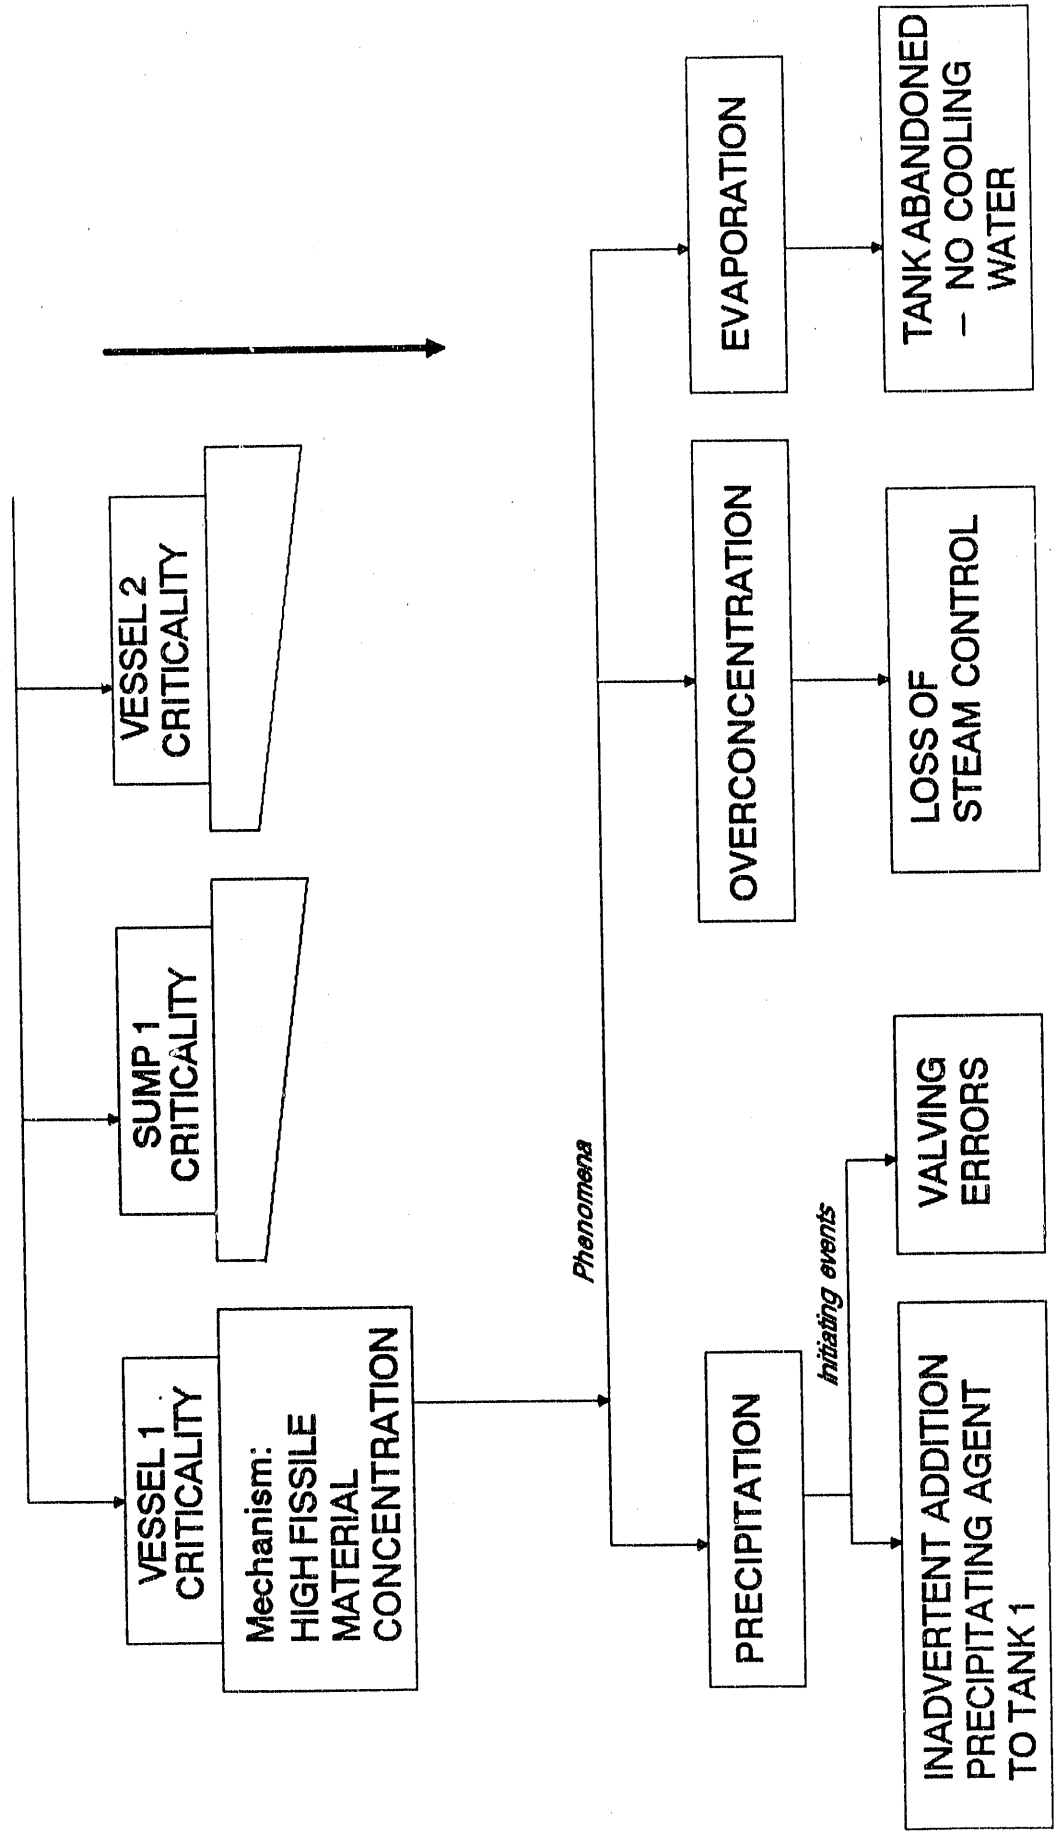 VESSEL 1
CRITICALITY
SUMP 1
CRITICALITY
VESSEL 2
CRITICALITY
Mechanism:
HIGH FISSILE
MATERIAL
CONCENTRATION
Phenomena
PRECIPITATION
OVERCONCENTRATION
EVAPORATION
Initiating events
INADVERTENT ADDITION
PRECIPITATING AGENT
TO TANK 1
VALVING
ERRORS
LOSS OF
STEAM CONTROL
TANK ABANDONED
– NO COOLING
WATER